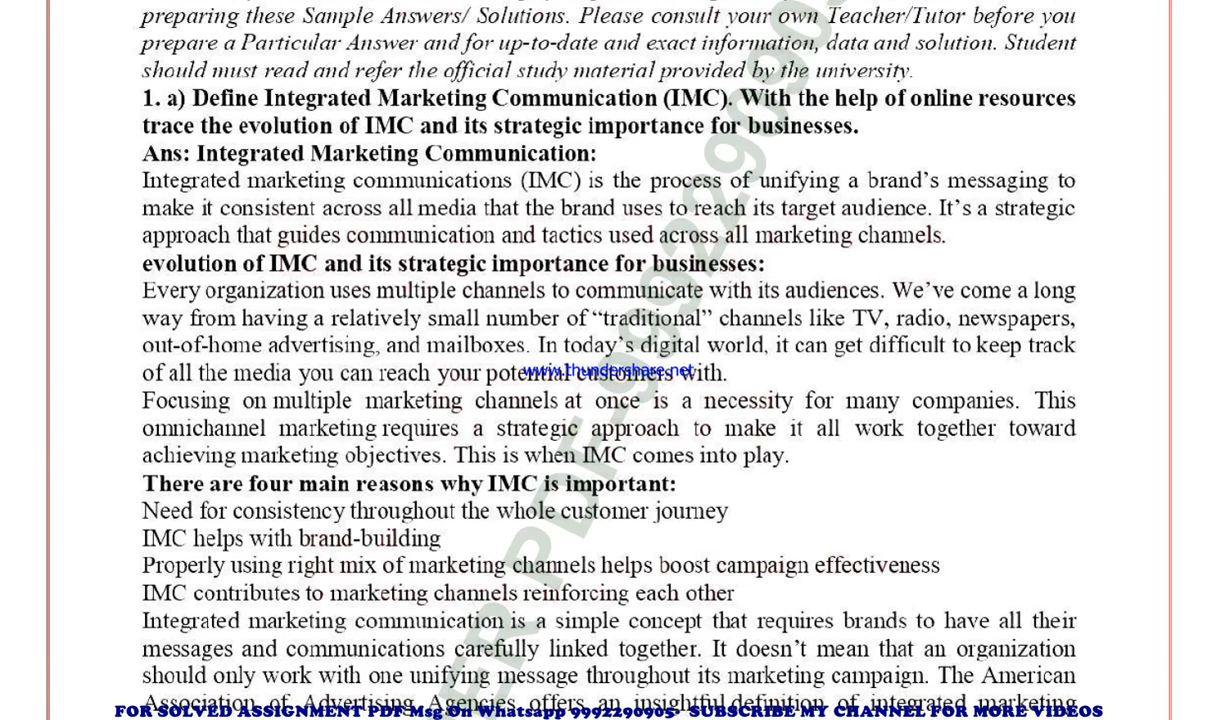 preparing these Sample Answers/ Solutions. Please consult your own Teacher/Tutor before you
prepare a Particular Answer and for up-to-date and exact information, data and solution. Student
should must read and refer the official study material provided by the university.
1. a) Define Integrated Marketing Communication (IMC). With the help of online resources
trace the evolution of IMC and its strategic importance for businesses.
Ans: Integrated Marketing Communication:
Integrated marketing communications (IMC) is the process of unifying a brand's messaging to
make it consistent across all media that the brand uses to reach its target audience. It's a strategic
approach that guides communication and tactics used across all marketing channels.
evolution of IMC and its strategic importance for businesses:
Every organization uses multiple channels to communicate with its audiences. We've come a long
way from having a relatively small number of "traditional" channels like TV, radio, newspapers,
out-of-home advertising, and mailboxes. In today's digital world, it can get difficult to keep track
of all the media you can reach your potential customers with.
www.thundershare.net
Focusing on multiple marketing channels at once is a necessity for many companies. This
omnichannel marketing requires a strategic approach to make it all work together toward
achieving marketing objectives. This is when IMC comes into play.
There are four main reasons why IMC is important:
Need for consistency throughout the whole customer journey
IMC helps with brand-building
Properly using right mix of marketing channels helps boost campaign effectiveness
IMC contributes to marketing channels reinforcing each other
Integrated marketing communication is a simple concept that requires brands to have all their
messages and communications carefully linked together. It doesn't mean that an organization
should only work with one unifying message throughout its marketing campaign. The American
Association of Advertising Agencies offers an insightful definition of integrated marketing
FOR SOLVED ASSIGNMENT PDF Msg On Whatsapp 9992290905- SUBSCRIBE MY CHANNEL FOR MORE VIDEOS